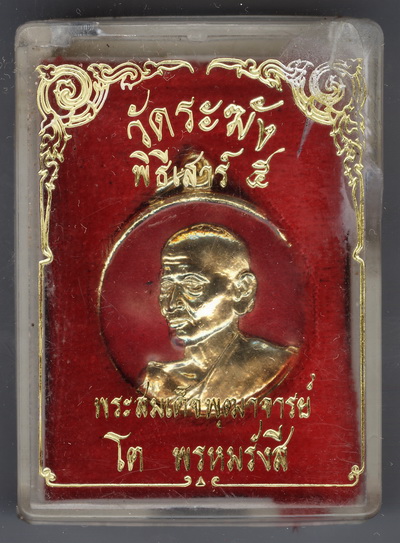 วัดระฆัง
พิธีเสาร์ ๕
พระสมเด็จพุฒาจารย์
โต พรหมรังสี